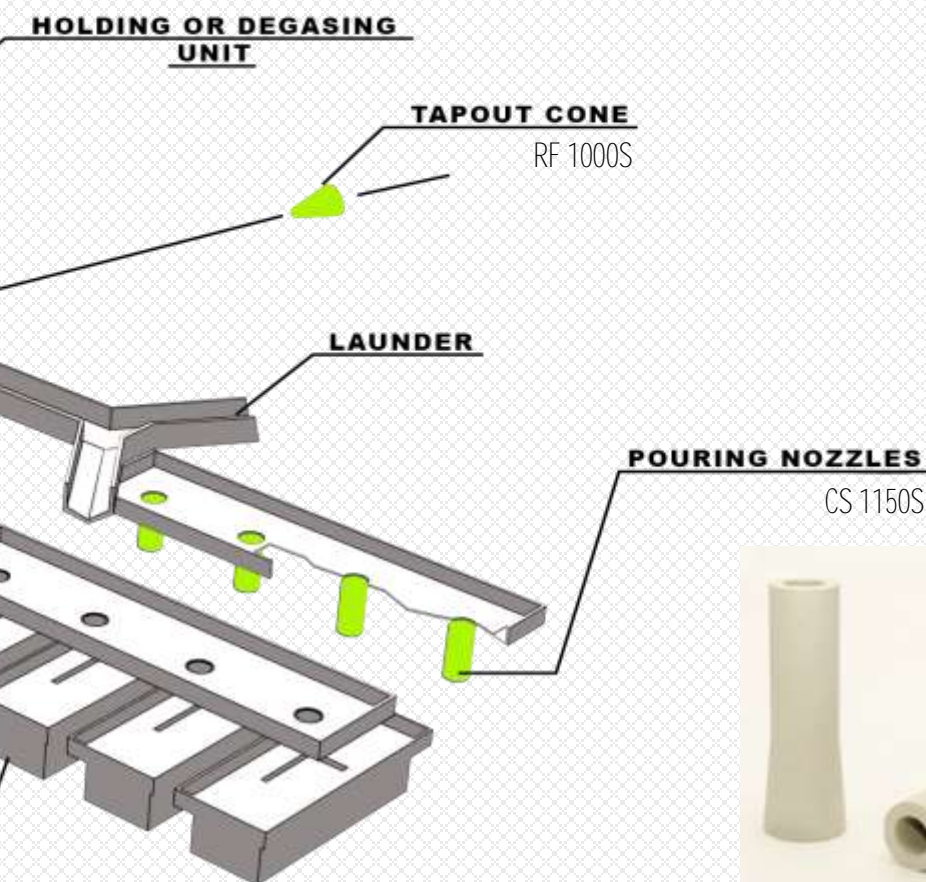 HOLDING OR DEGASING
UNIT
TAPOUT CONE
RF 1000S
LAUNDER
POURING NOZZLES
CS 1150S